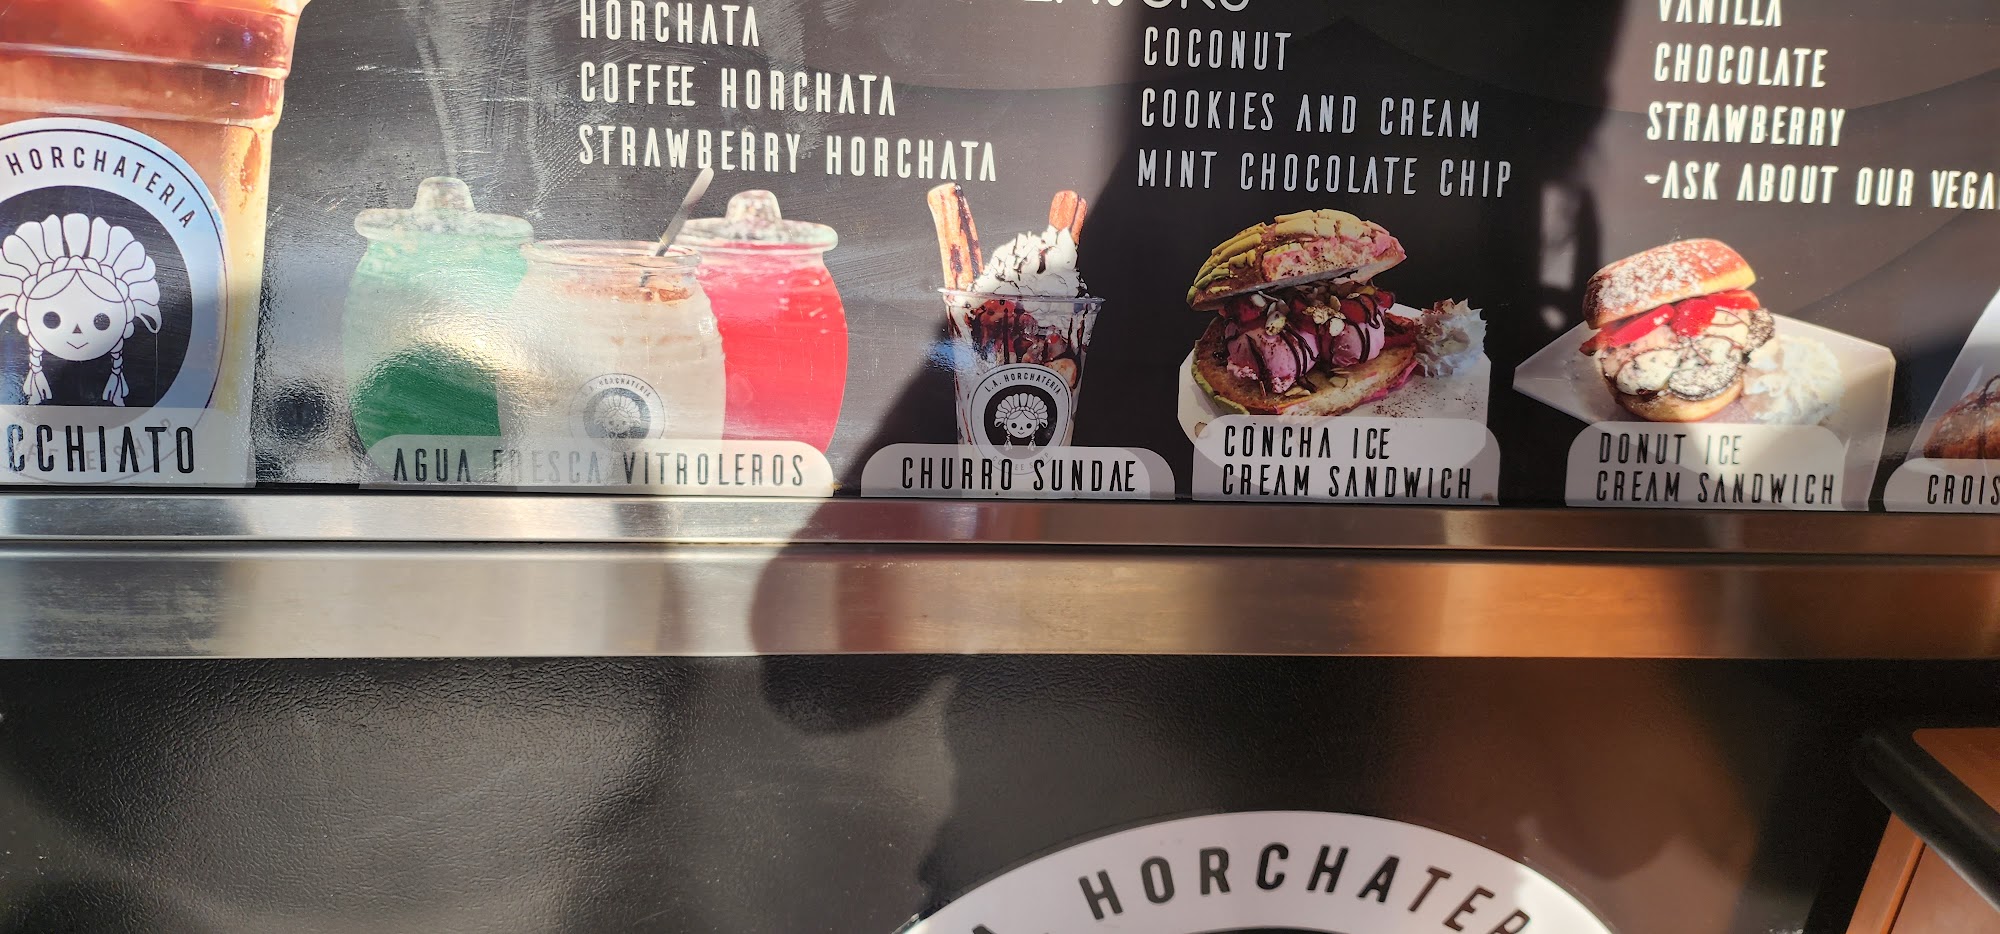 HORCHATA
COFFEE HORCHATA
STRAWBERRY HORCHATA
COCONUT
COOKIES AND CREAM
MINT CHOCOLATE CHIP
VANILLA
CHOCOLATE
STRAWBERRY
-ASK ABOUT OUR VEGA
HORCHATERIA
CCHIATO
AGUA FRESCA VITROLEROS
L.A. HORCHATERIA
CHURRO SUNDAE
CONCHA ICE
CREAM SANDWICH
DONUT ICE
CREAM SANDWICH
CROIS
HORCHATER